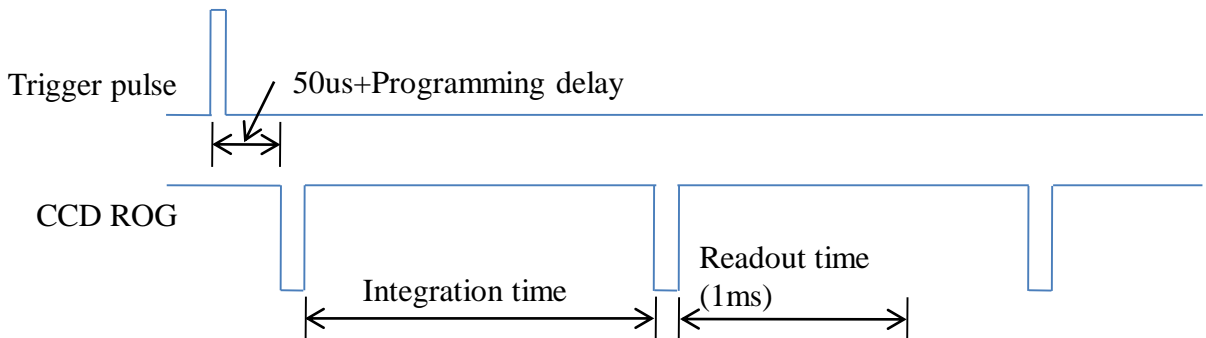 Trigger pulse
50us+Programming delay
CCD ROG
Integration time
Readout time
(1ms)